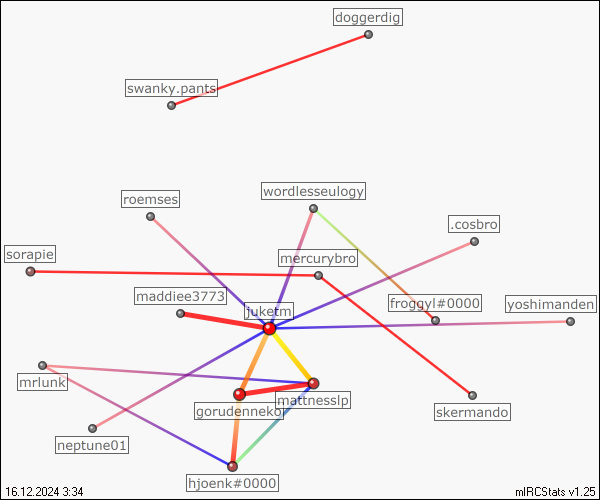 doggerdig
swanky.pants
roemses
wordlesseulogy
.cosbro
sorapie
mercurybro
maddiee3773
froggyl#0000
yoshimanden
juketm
mrlunk
mattnesslp
gorudennekoi
skermando
neptune01
hjoenk#0000
16.12.2024 3:34
mIRCStats v1.25